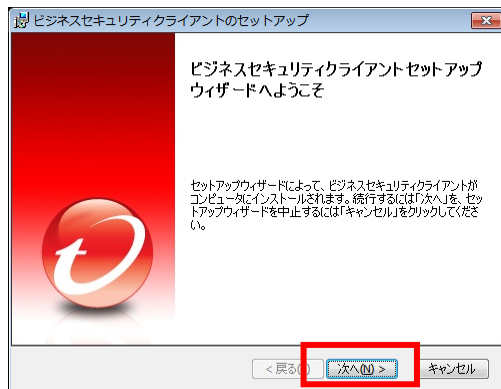 ビジネスセキュリティクライアントのセットアップ
ビジネスセキュリティクライアントセットアップ
ウィザードへようこそ
セットアップウィザードによって、ビジネスセキュリティクライアントが
コンピュータにインストールされます。続行するには「次へ」を、セッ
トアップウィザードを中止するには「キャンセル」をクリックしてくださ
い。
< 戻る( 次へ(N) > キャンセル